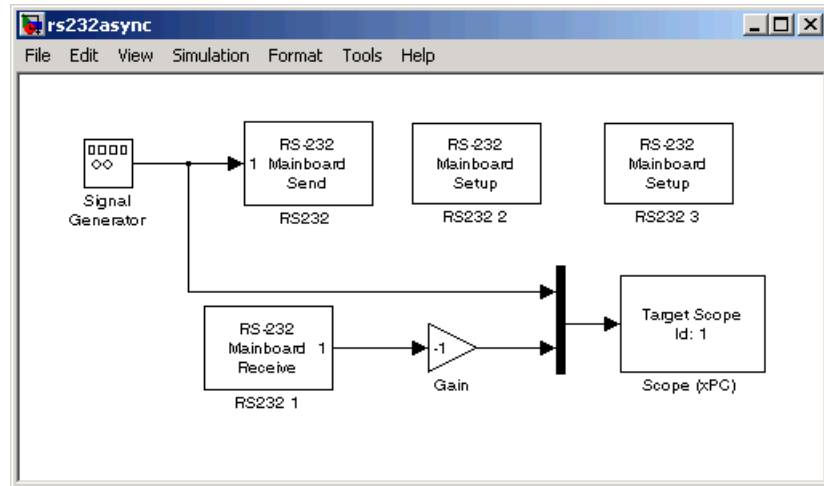 rs232async
File Edit View Simulation Format Tools Help
RS-232
1 Mainboard
Send
RS232
RS-232
Mainboard
Setup
RS232 2
RS-232
Mainboard
Setup
RS232 3
Signal
Generator
RS-232
Mainboard 1
Receive
RS232 1
-1
Gain
Target Scope
Id: 1
Scope (xPC)